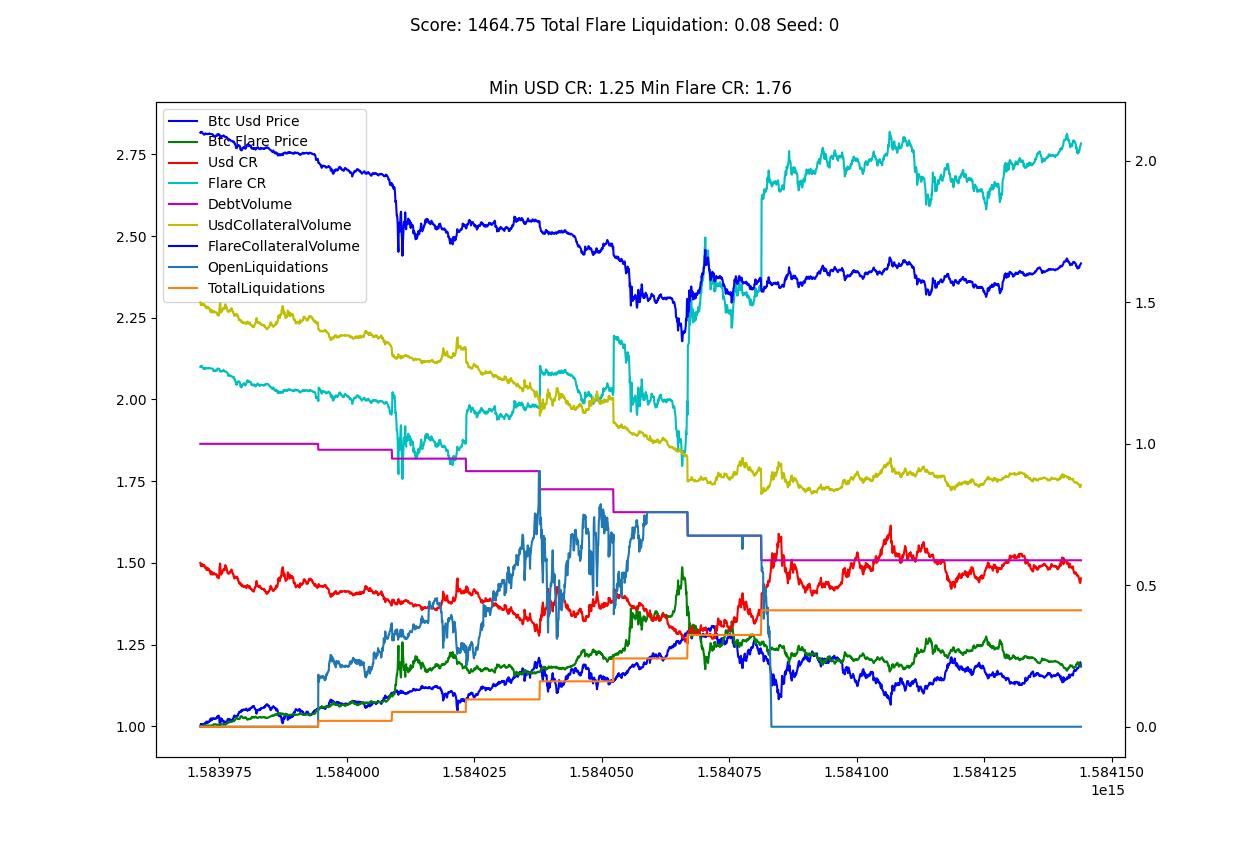 Score: 1464.75 Total Flare Liquidation: 0.08 Seed: 0
Min USD CR: 1.25 Min Flare CR: 1.76
Btc Usd Price
Btc Flare Price
Usd CR
Flare CR
DebtVolume
UsdCollateralVolume
FlareCollateralVolume
OpenLiquidations
TotalLiquidations
2.75
2.50
2.25
2.00
1.75
1.50
1.25
1.00
2.0
1.5
1.0
0.5
0.0
1.583975 1.584000 1.584025 1.584050 1.584075 1.584100 1.584125 1.584150
1e15